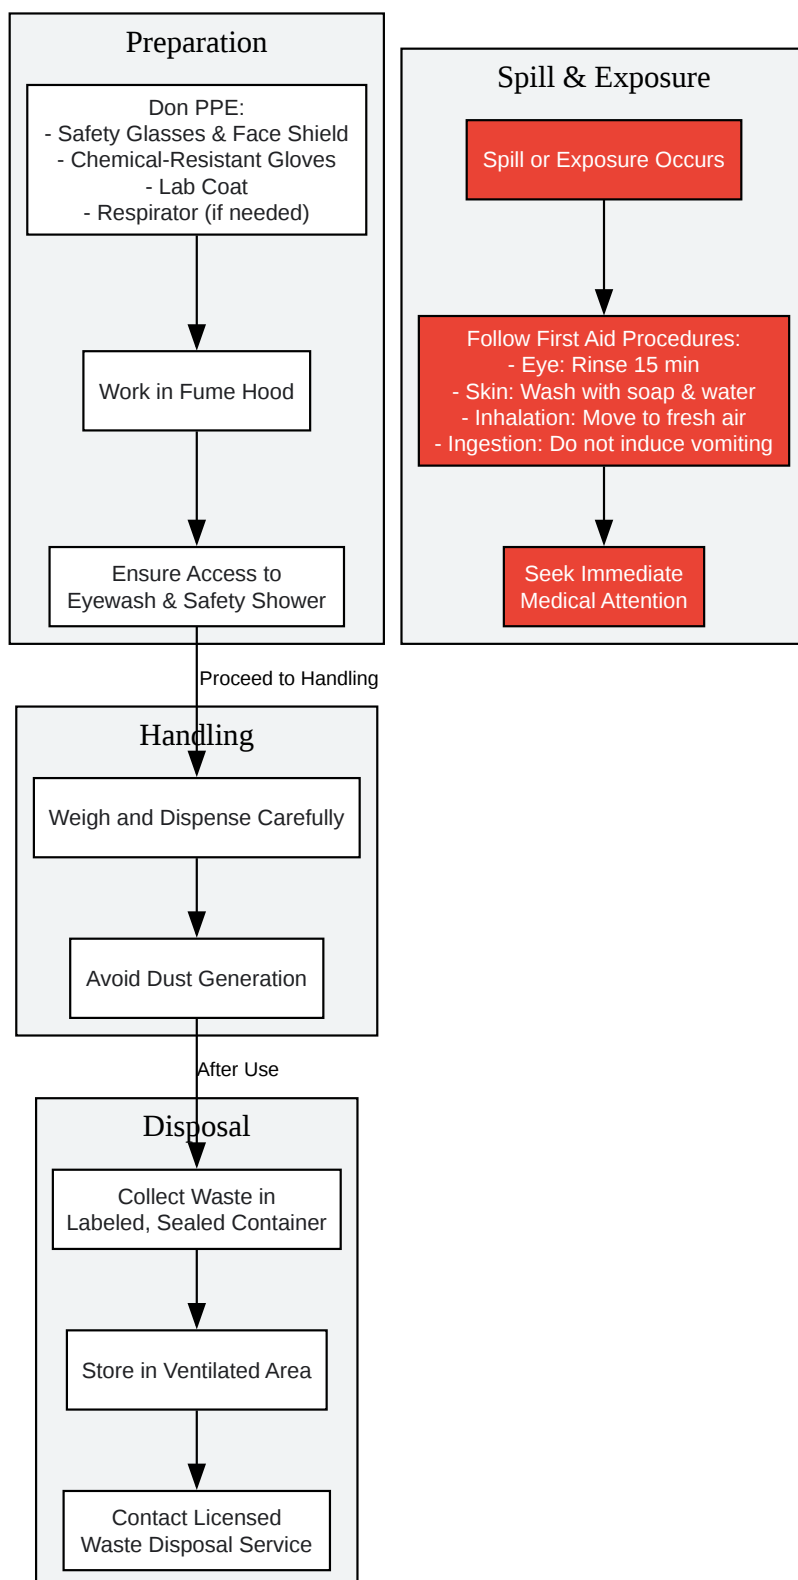 Preparation
Don PPE:
- Safety Glasses & Face Shield
- Chemical-Resistant Gloves
- Lab Coat
- Respirator (if needed)
Work in Fume Hood
Ensure Access to
Eyewash & Safety Shower
Proceed to Handling
Handling
Weigh and Dispense Carefully
Avoid Dust Generation
After Use
Disposal
Collect Waste in
Labeled, Sealed Container
Store in Ventilated Area
Contact Licensed
Waste Disposal Service
Spill & Exposure
Spill or Exposure Occurs
Follow First Aid Procedures:
- Eye: Rinse 15 min
- Skin: Wash with soap & water
- Inhalation: Move to fresh air
- Ingestion: Do not induce vomiting
Seek Immediate
Medical Attention